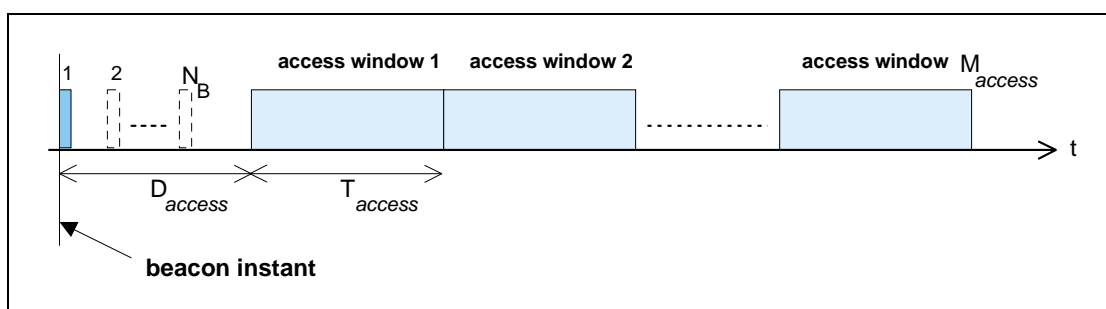 access window 1 access window 2 access window M access
1 2 N B
t
D access T access
beacon instant